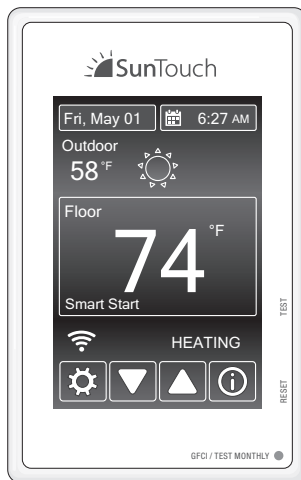 SunTouch
Fri, May 01 6:27 AM
Outdoor
58 °F
Floor
74 °F
Smart Start
HEATING
TEST
RESET
GFCI / TEST MONTHLY